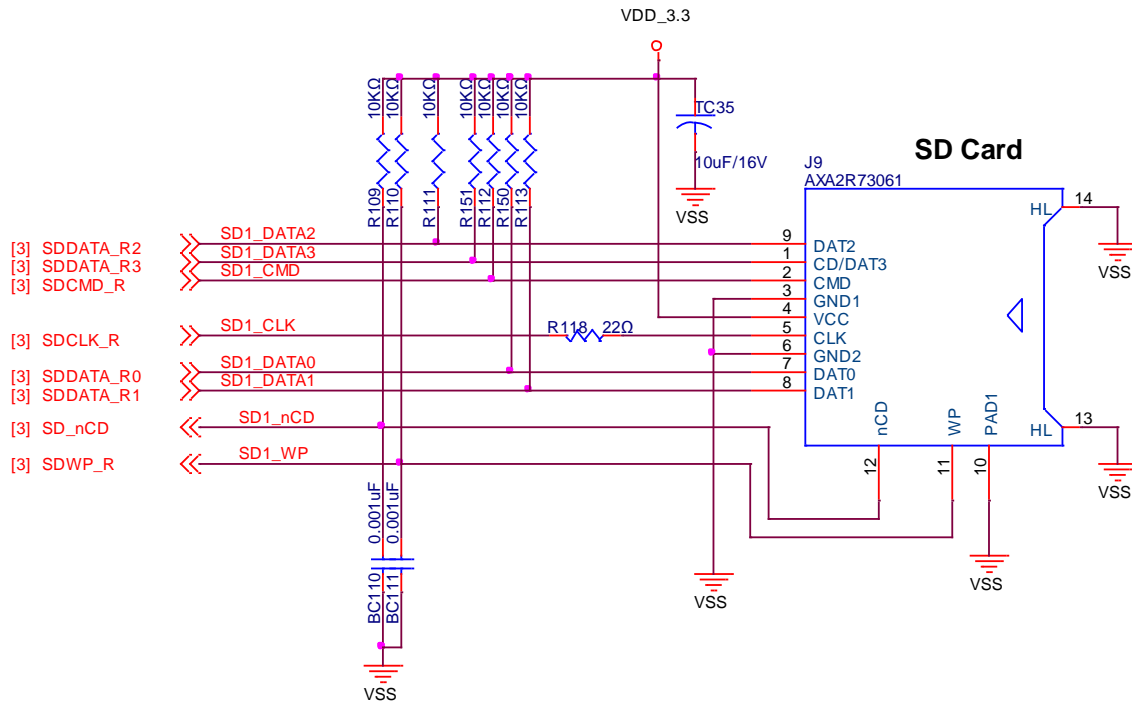 VDD_3.3
10KΩ
10KΩ
10KΩ
10KΩ
10KΩ
10KΩ
10KΩ
TC35
10uF/16V
VSS
R109
R110
R111
R151
R112
R150
R113
SD Card
J9
AXA2R73061
HL
14
VSS
[3] SDDATA_R2
SD1_DATA2
9
DAT2
[3] SDDATA_R3
SD1_DATA3
1
CD/DAT3
[3] SDCMD_R
SD1_CMD
2
CMD
3
GND1
4
VCC
[3] SDCLK_R
SD1_CLK
R118 22Ω
5
CLK
6
GND2
[3] SDDATA_R0
SD1_DATA0
7
DAT0
[3] SDDATA_R1
SD1_DATA1
8
DAT1
[3] SD_nCD
SD1_nCD
[3] SDWP_R
SD1_WP
nCD
WP
PAD1
HL
13
12
11
10
VSS
0.001uF
0.001uF
BC110
BC111
VSS
VSS
VSS